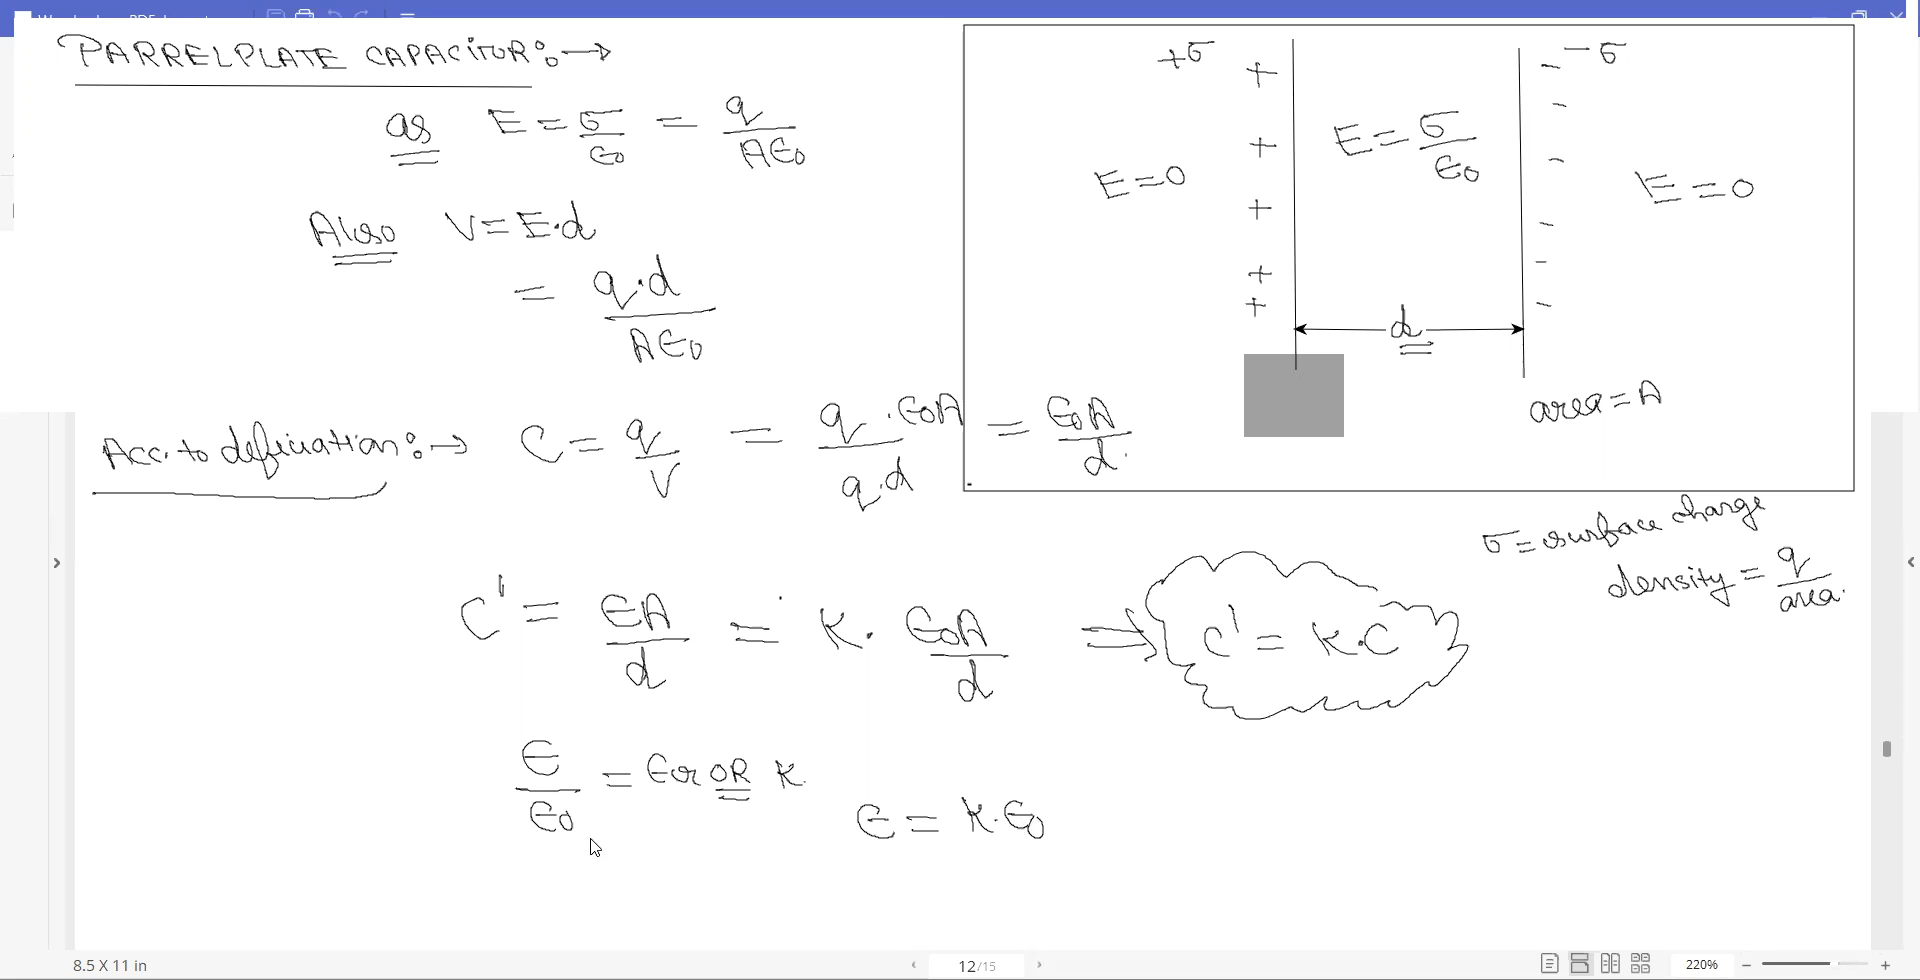 PARRELPLATE CAPACITOR:→
as E = σ/ε0 = q/Aε0
Also V = E·d
= q·d/Aε0
Acc. to definiation:→ C = q/V = q·ε0A/q·d = ε0A/d
+σ
-σ
+ + + + +
- - - - - - -
E=0
E = σ/ε0
E=0
d
area = A
σ = surface charge
density = q/area.
C' = εA/d = K. ε0A/d ⇒ C' = K.C
ε/ε0 = εr OR K.
ε = K.ε0
8.5 X 11 in
12/15
220%